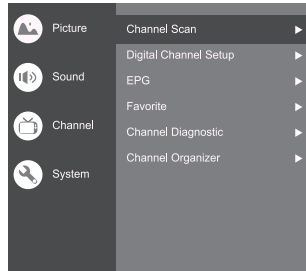 Picture
Sound
Channel
System
Channel Scan
Digital Channel Setup
EPG
Favorite
Channel Diagnostic
Channel Organizer